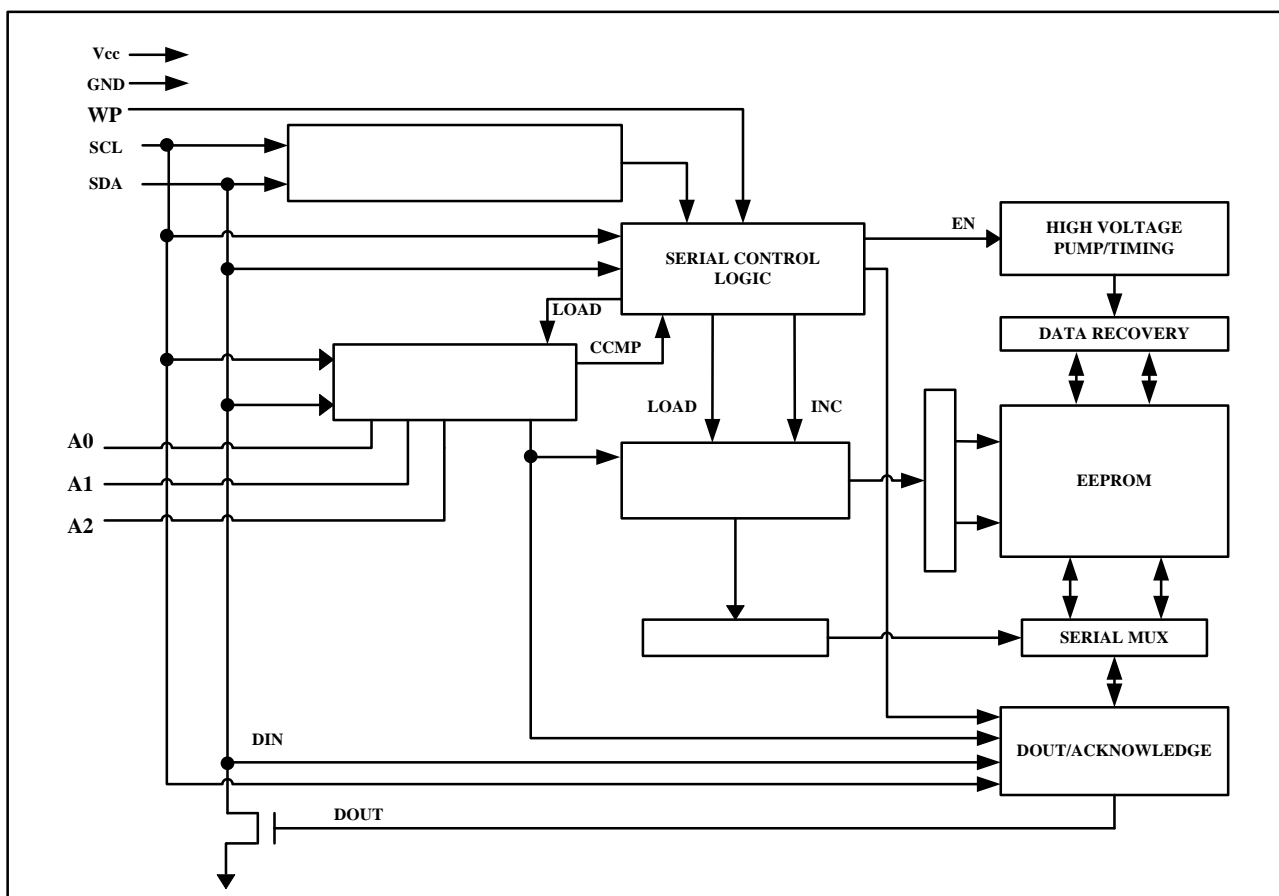 Vcc
GND
WP
SCL
SDA
EN
HIGH VOLTAGE
PUMP/TIMING
SERIAL CONTROL
LOGIC
LOAD
DATA RECOVERY
CCMP
LOAD
INC
A0
A1
A2
EEPROM
SERIAL MUX
DIN
DOUT/ACKNOWLEDGE
DOUT